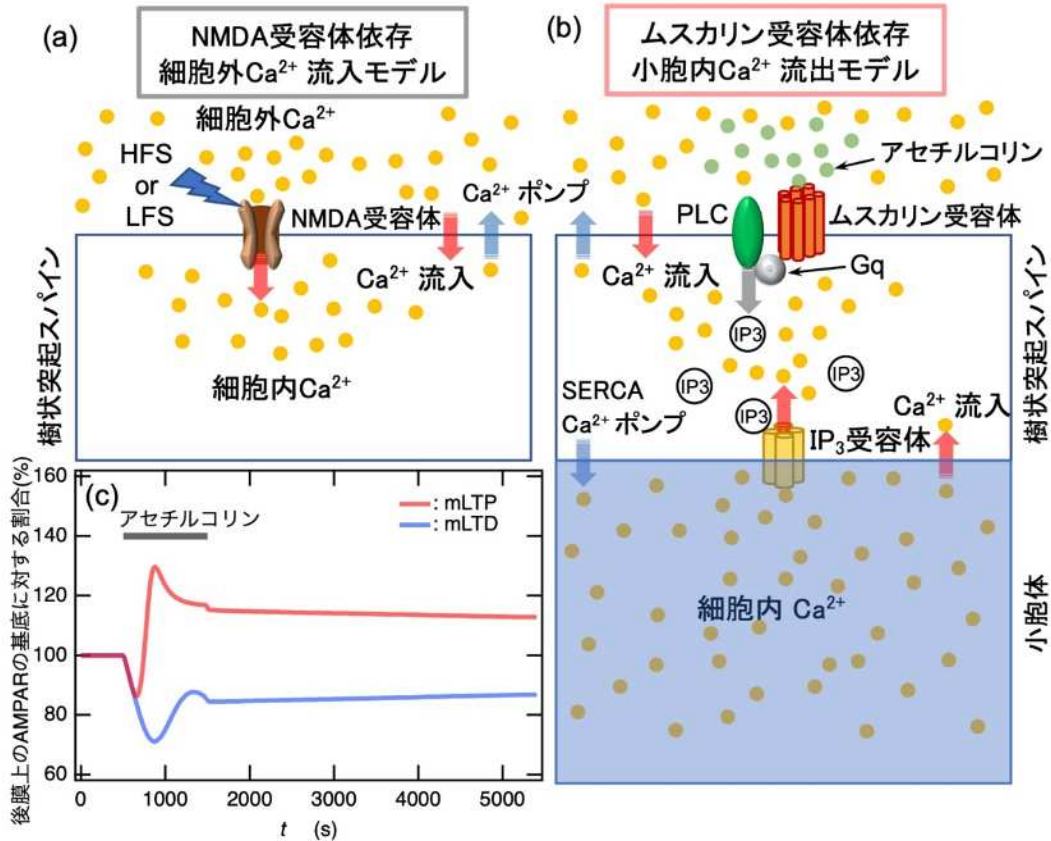 (a)
NMDA受容体依存
細胞外Ca²⁺ 流入モデル
細胞外Ca²⁺
HFS
or
LFS
NMDA受容体
Ca²⁺ ポンプ
Ca²⁺ 流入
細胞内Ca²⁺
樹状突起スパイン
(b)
ムスカリン受容体依存
小胞内Ca²⁺ 流出モデル
アセチルコリン
PLC
ムスカリン受容体
Ca²⁺ 流入
Gq
IP3
IP3
IP3
IP3
SERCA
Ca²⁺ ポンプ
IP₃受容体
Ca²⁺ 流入
樹状突起スパイン
細胞内 Ca²⁺
小胞体
(c)
アセチルコリン
: mLTP
: mLTD
後膜上のAMPARの基底に対する割合(%)
160
140
120
100
80
60
0
1000
2000
3000
4000
5000
t (s)